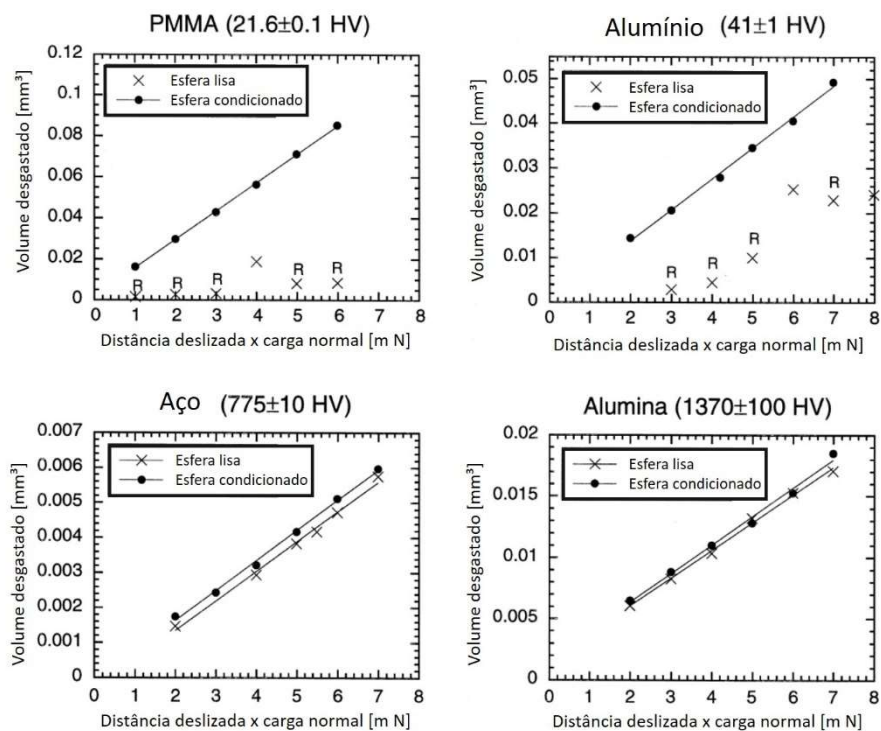 PMMA (21.6±0.1 HV)
0.12
0.1
0.08
0.06
0.04
0.02
0
Volume desgastado [mm³]
Esfera lisa
Esfera condicionado
R R R R R
0 1 2 3 4 5 6 7 8
Distância deslizada x carga normal [m N]
Alumínio (41±1 HV)
0.05
0.04
0.03
0.02
0.01
0
Volume desgastado [mm³]
Esfera lisa
Esfera condicionado
R R R R
0 1 2 3 4 5 6 7 8
Distância deslizada x carga normal [m N]
Aço (775±10 HV)
0.007
0.006
0.005
0.004
0.003
0.002
0.001
0
Volume desgastado [mm³]
Esfera lisa
Esfera condicionado
0 1 2 3 4 5 6 7 8
Distância deslizada x carga normal [m N]
Alumina (1370±100 HV)
0.02
0.015
0.01
0.005
0
Volume desgastado [mm³]
Esfera lisa
Esfera condicionado
0 1 2 3 4 5 6 7 8
Distância deslizada x carga normal [m N]